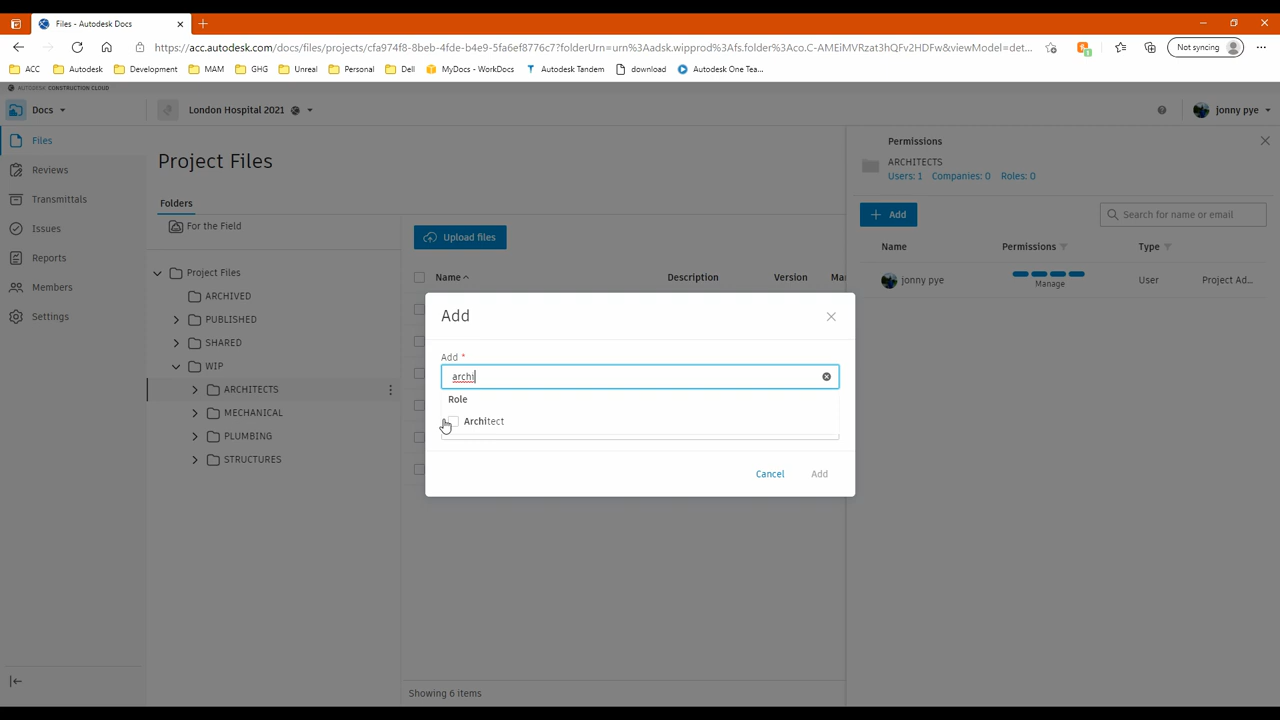 Files - Autodesk Docs
https://acc.autodesk.com/docs/files/projects/cfa974f8-8beb-4fde-b4e9-5fa6ef8776c7?folderUrn=urn%3Aadsk.wipprod%3Afs.folder%3Aco.C-AMEiMVRzat3hQFv2HDFw&viewModel=det...
Not syncing
ACC
Autodesk
Development
MAM
GHG
Unreal
Personal
Dell
MyDocs - WorkDocs
Autodesk Tandem
download
Autodesk One Tea...
AUTODESK CONSTRUCTION CLOUD
Docs
London Hospital 2021
jonny pye
Files
Reviews
Transmittals
Issues
Reports
Members
Settings
Project Files
Folders
For the Field
Project Files
ARCHIVED
PUBLISHED
SHARED
WIP
ARCHITECTS
MECHANICAL
PLUMBING
STRUCTURES
Upload files
Name
Description
Version
Mar
Showing 6 items
Add
Add *
archi
Role
Architect
Cancel
Add
Permissions
ARCHITECTS
Users: 1 Companies: 0 Roles: 0
Add
Search for name or email
Name
Permissions
Type
jonny pye
Manage
User
Project Ad...